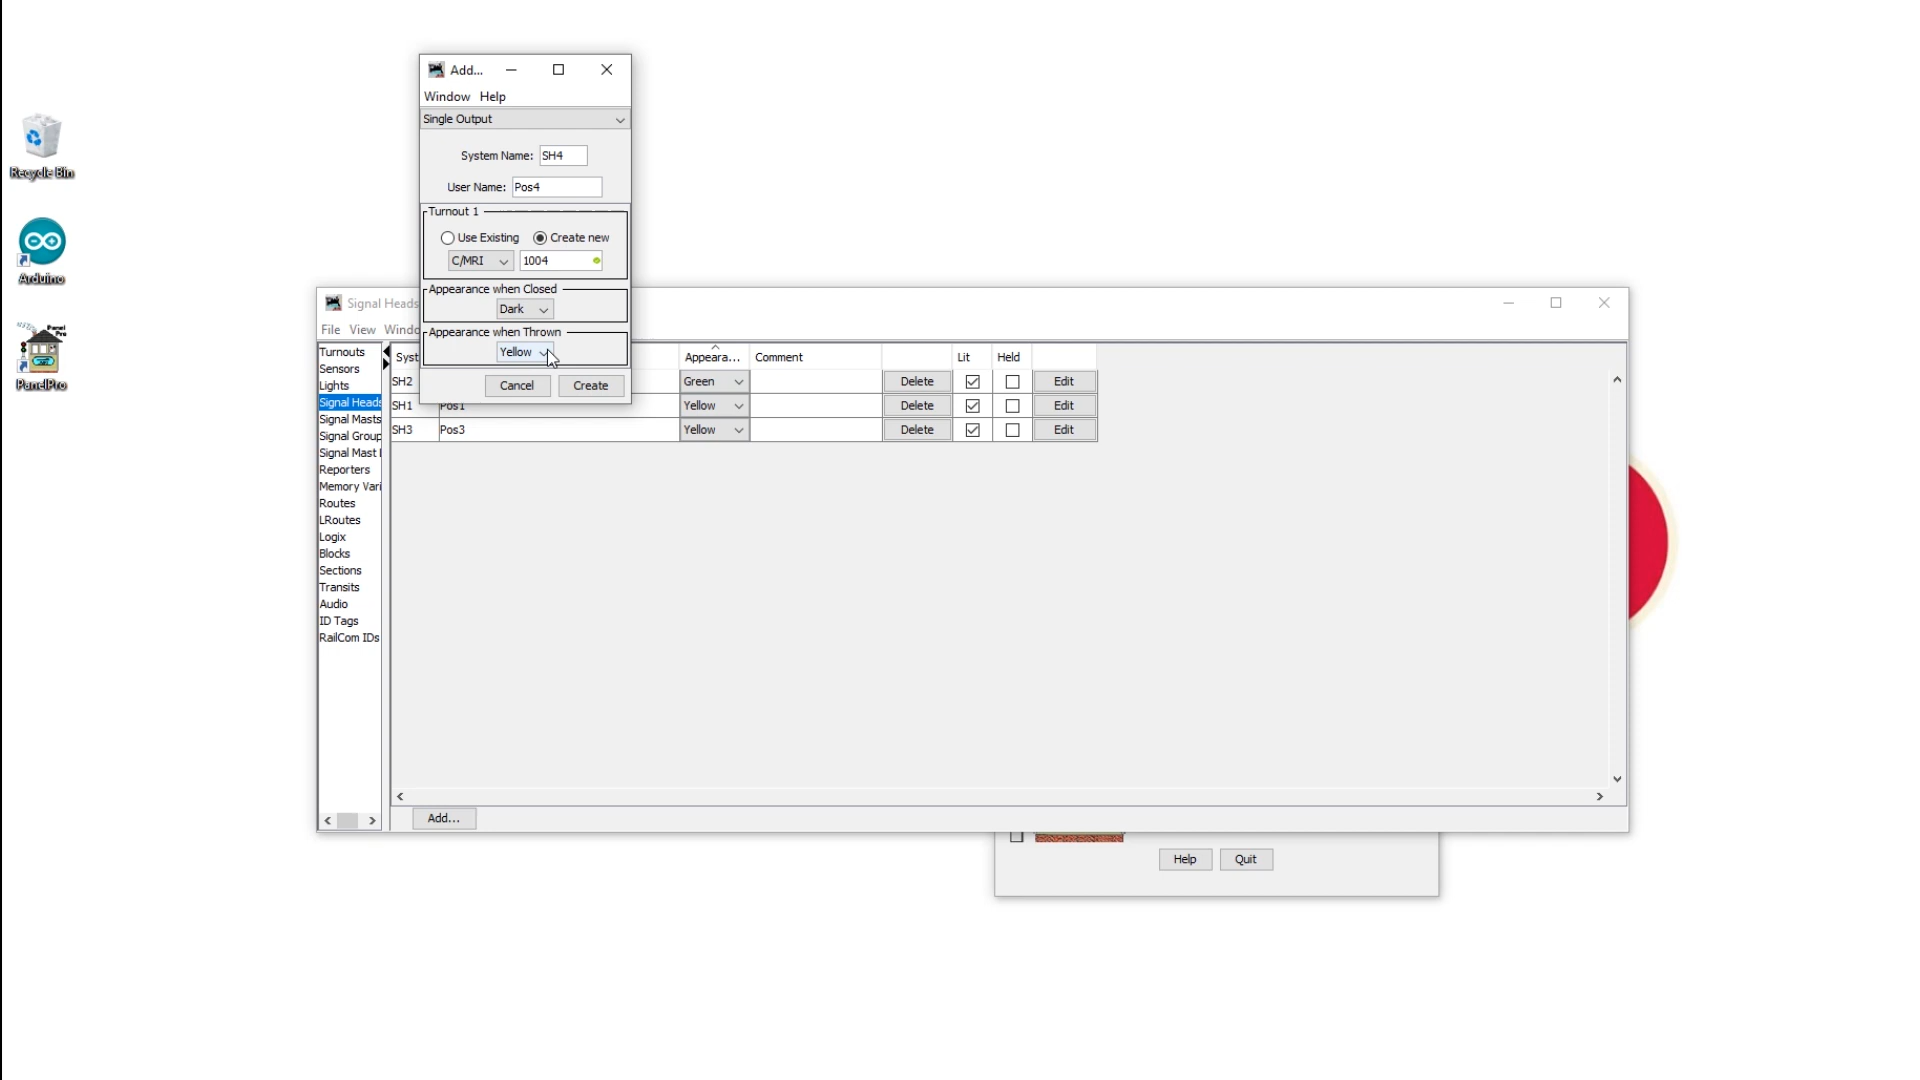 Add...
Window Help
Single Output
System Name: SH4
User Name: Pos4
Turnout 1
Use Existing Create new
C/MRI 1004
Appearance when Closed
Dark
Appearance when Thrown
Yellow
Cancel Create
Recycle Bin
Arduino
PanelPro
Signal Heads
File View Windo
Turnouts
Sensors
Lights
Signal Heads
Signal Masts
Signal Group
Signal Mast
Reporters
Memory Vari
Routes
LRoutes
Logix
Blocks
Sections
Transits
Audio
ID Tags
RailCom IDs
Syst Appeara... Comment Lit Held
SH2 Green Delete Edit
SH1 Pos1 Yellow Delete Edit
SH3 Pos3 Yellow Delete Edit
Add...
Help Quit